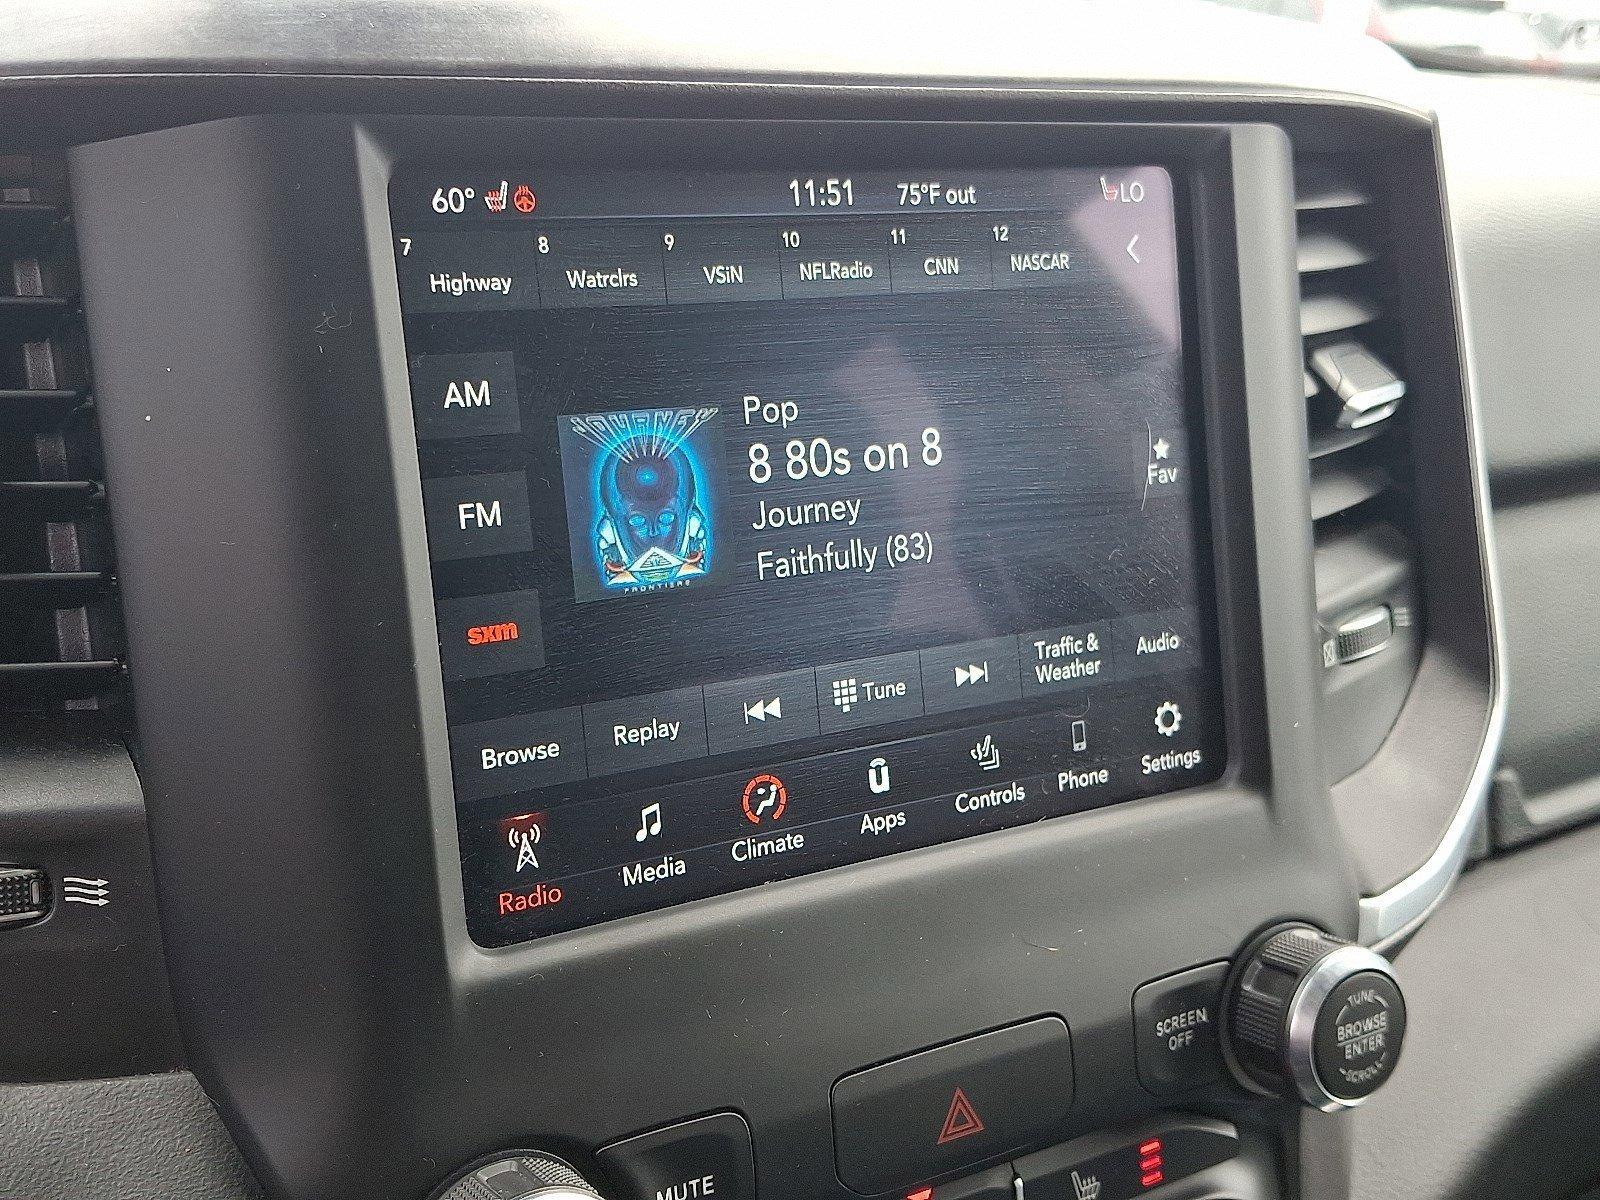 60° 11:51 75°F out LO
7 8 9 10 11 12
Highway Watrclrs VSiN NFLRadio CNN NASCAR
AM
FM
sxm
JOURNEY
FRONTIERS
Pop
8 80s on 8
Journey
Faithfully (83)
Fav
Browse Replay Tune Traffic &
Weather Audio
Radio Media Climate Apps Controls Phone Settings
SCREEN
OFF
TUNE
BROWSE
ENTER
SCROLL
MUTE